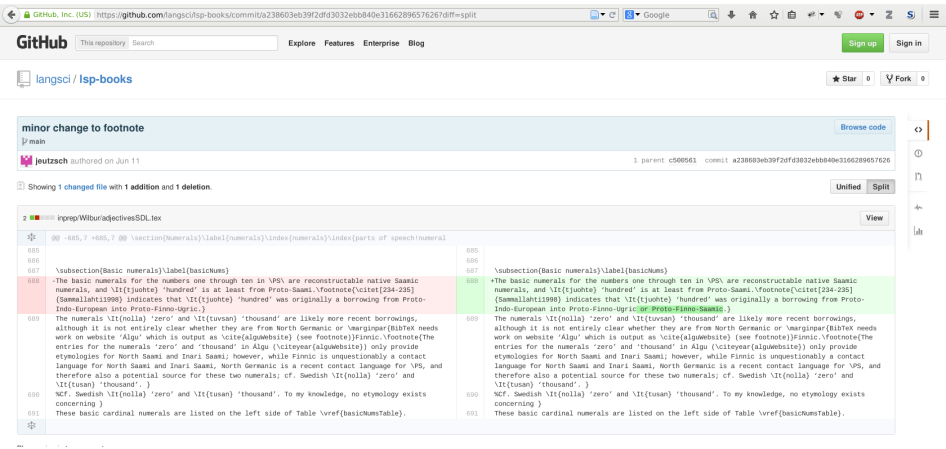 GitHub, Inc. (US) https://github.com/langsci/lsp-books/commit/a238603eb39f2dfd3032ebb840e3166289657626?diff=split
Google
GitHub This repository Search Explore Features Enterprise Blog Sign up Sign in
langsci / lsp-books Star 0 Fork 0
minor change to footnote Browse code
main
jeutzsch authored on Jun 11 1 parent c500561 commit a238603eb39f2dfd3032ebb840e3166289657626
Showing 1 changed file with 1 addition and 1 deletion. Unified Split
2 inprep/Wilbur/adjectivesSDL.tex View
@@ -685,7 +685,7 @@ \section{Numerals}\label{numerals}\index{numerals}\index{parts of speech!numeral
685 685
686 686
687 \subsection{Basic numerals}\label{basicNums} 687 \subsection{Basic numerals}\label{basicNums}
688 -The basic numerals for the numbers one through ten in \PS\ are reconstructable native Saamic
numerals, and \It{tjuohte} ‘hundred’ is at least from Proto-Saami.\footnote{\citet[234-235]
{Sammallahti1998} indicates that \It{tjuohte} ‘hundred’ was originally a borrowing from Proto-
Indo-European into Proto-Finno-Ugric.}
688 +The basic numerals for the numbers one through ten in \PS\ are reconstructable native Saamic
numerals, and \It{tjuohte} ‘hundred’ is at least from Proto-Saami.\footnote{\citet[234-235]
{Sammallahti1998} indicates that \It{tjuohte} ‘hundred’ was originally a borrowing from Proto-
Indo-European into Proto-Finno-Ugric or Proto-Finno-Saamic.}
689 The numerals \It{nolla} ‘zero’ and \It{tuvsan} ‘thousand’ are likely more recent borrowings,
although it is not entirely clear whether they are from North Germanic or \marginpar{BibTeX needs
work on website ‘Álgu’ which is output as \cite{alguWebsite} (see footnote)}Finnic.\footnote{The
entries for the numerals ‘zero’ and ‘thousand’ in Álgu (\citeyear{alguWebsite}) only provide
etymologies for North Saami and Inari Saami; however, while Finnic is unquestionably a contact
language for North Saami and Inari Saami, North Germanic is a recent contact language for \PS, and
therefore also a potential source for these two numerals; cf. Swedish \It{nolla} ‘zero’ and
\It{tusan} ‘thousand’. }
689 The numerals \It{nolla} ‘zero’ and \It{tuvsan} ‘thousand’ are likely more recent borrowings,
although it is not entirely clear whether they are from North Germanic or \marginpar{BibTeX needs
work on website ‘Álgu’ which is output as \cite{alguWebsite} (see footnote)}Finnic.\footnote{The
entries for the numerals ‘zero’ and ‘thousand’ in Álgu (\citeyear{alguWebsite}) only provide
etymologies for North Saami and Inari Saami; however, while Finnic is unquestionably a contact
language for North Saami and Inari Saami, North Germanic is a recent contact language for \PS, and
therefore also a potential source for these two numerals; cf. Swedish \It{nolla} ‘zero’ and
\It{tusan} ‘thousand’. }
690 %Cf. Swedish \It{nolla} ‘zero’ and \It{tusan} ‘thousand’. To my knowledge, no etymology exists
concerning }
690 %Cf. Swedish \It{nolla} ‘zero’ and \It{tusan} ‘thousand’. To my knowledge, no etymology exists
concerning }
691 These basic cardinal numerals are listed on the left side of Table \vref{basicNumsTable}.
691 These basic cardinal numerals are listed on the left side of Table \vref{basicNumsTable}.